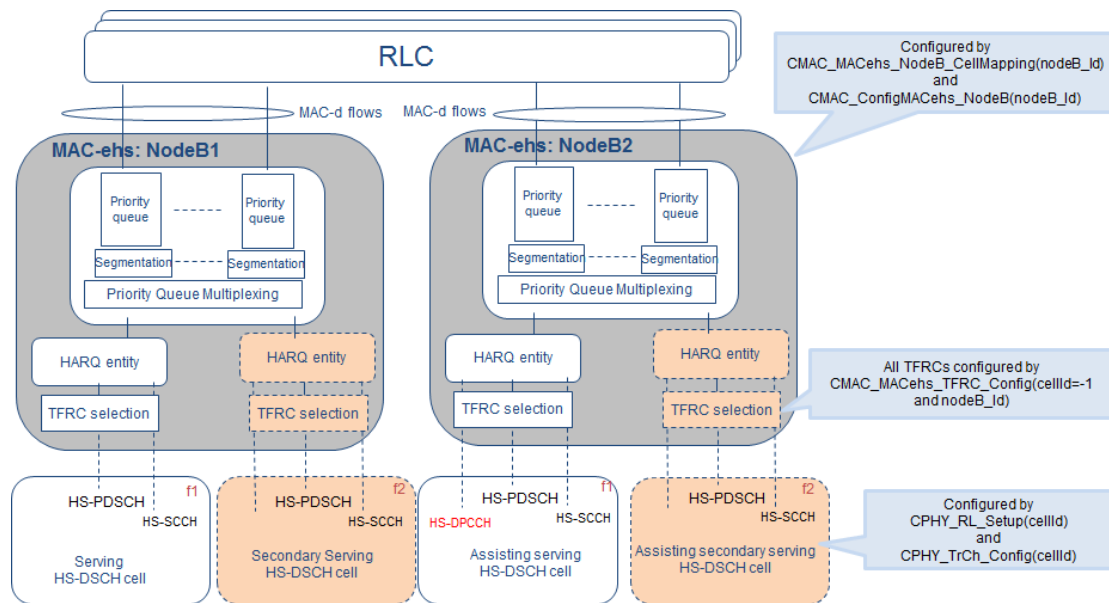 RLC
Configured by
CMAC_MACehs_NodeB_CellMapping(nodeB_Id)
and
CMAC_ConfigMACehs_NodeB(nodeB_Id)
MAC-d flows
MAC-d flows
MAC-ehs: NodeB1
MAC-ehs: NodeB2
Priority
queue
Priority
queue
Priority
queue
Priority
queue
Segmentation
Segmentation
Segmentation
Segmentation
Priority Queue Multiplexing
Priority Queue Multiplexing
HARQ entity
HARQ entity
HARQ entity
HARQ entity
All TFRCs configured by
CMAC_MACehs_TFRC_Config(cellId=-1
and nodeB_Id)
TFRC selection
TFRC selection
TFRC selection
TFRC selection
f1
HS-PDSCH
HS-SCCH
Serving
HS-DSCH cell
f2
HS-PDSCH
HS-SCCH
Secondary Serving
HS-DSCH cell
f1
HS-PDSCH
HS-DPCCH
HS-SCCH
Assisting serving
HS-DSCH cell
f2
HS-PDSCH
HS-SCCH
Assisting secondary serving
HS-DSCH cell
Configured by
CPHY_RL_Setup(cellId)
and
CPHY_TrCh_Config(cellId)